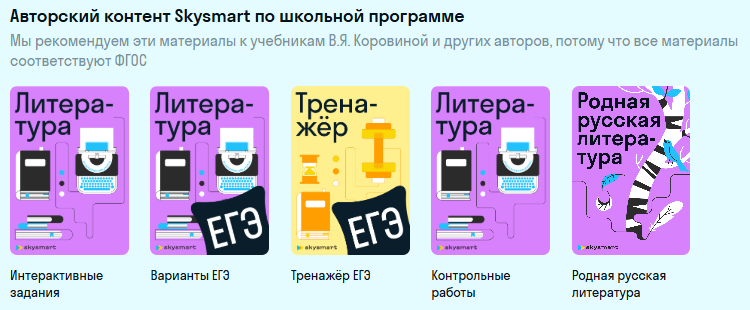 Авторский контент Skysmart по школьной программе
Мы рекомендуем эти материалы к учебникам В.Я. Коровиной и других авторов, потому что все материалы
соответствуют ФГОС
Литера-
тура
skysmart
Интерактивные
задания
Литера-
тура
ЕГЭ
skysmart
Варианты ЕГЭ
Трена-
жёр
ЕГЭ
skysmart
Тренажёр ЕГЭ
Литера-
тура
skysmart
Контрольные
работы
Родная
русская
литера-
тура
skysmart
Родная русская
литература